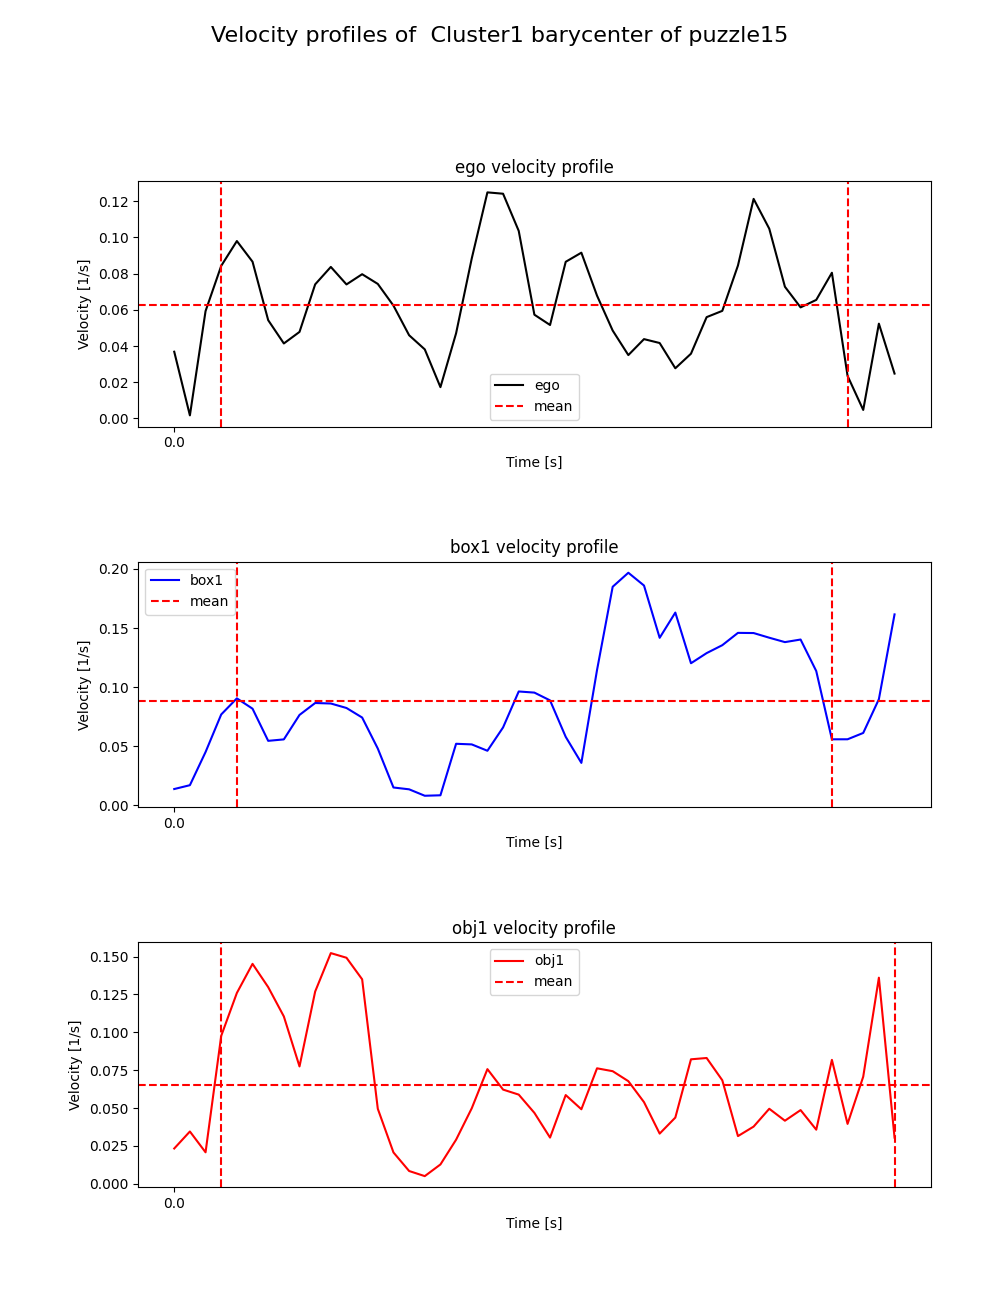 Velocity profiles of  Cluster1 barycenter of puzzle15
ego velocity profile
Velocity [1/s]
0.12
0.10
0.08
0.06
0.04
0.02
0.00
ego
mean
0.0
Time [s]
box1 velocity profile
Velocity [1/s]
0.20
0.15
0.10
0.05
0.00
box1
mean
0.0
Time [s]
obj1 velocity profile
Velocity [1/s]
0.150
0.125
0.100
0.075
0.050
0.025
0.000
obj1
mean
0.0
Time [s]